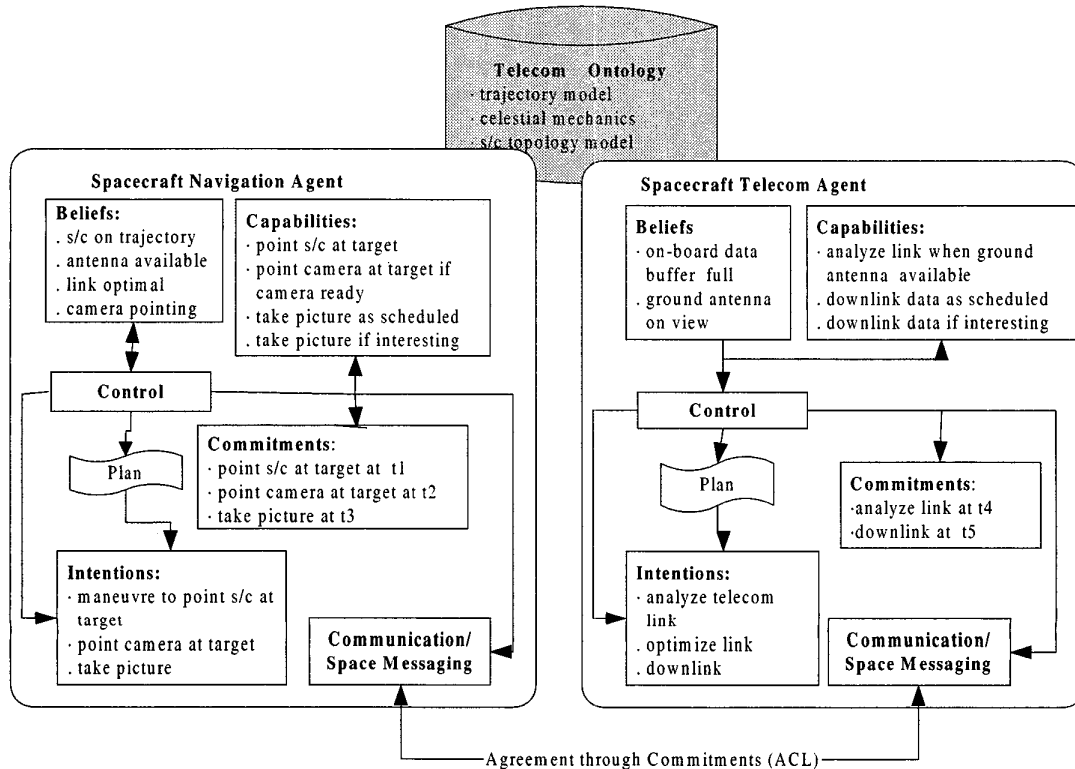 Telecom Ontology
· trajectory model
· celestial mechanics
· s/c topology model
Spacecraft Navigation Agent
Beliefs:
. s/c on trajectory
. antenna available
. link optimal
. camera pointing
Capabilities:
· point s/c at target
· point camera at target if
camera ready
· take picture as scheduled
. take picture if interesting
Control
Plan
Commitments:
· point s/c at target at t1
· point camera at target at t2
· take picture at t3
Intentions:
· maneuvre to point s/c at
target
· point camera at target
. take picture
Communication/
Space Messaging
Spacecraft Telecom Agent
Beliefs
· on-board data
buffer full
. ground antenna
on view
Capabilities:
· analyze link when ground
antenna available
. downlink data as scheduled
. downlink data if interesting
Control
Plan
Commitments:
·analyze link at t4
·downlink at t5
Intentions:
· analyze telecom
link
. optimize link
. downlink
Communication/
Space Messaging
Agreement through Commitments (ACL)